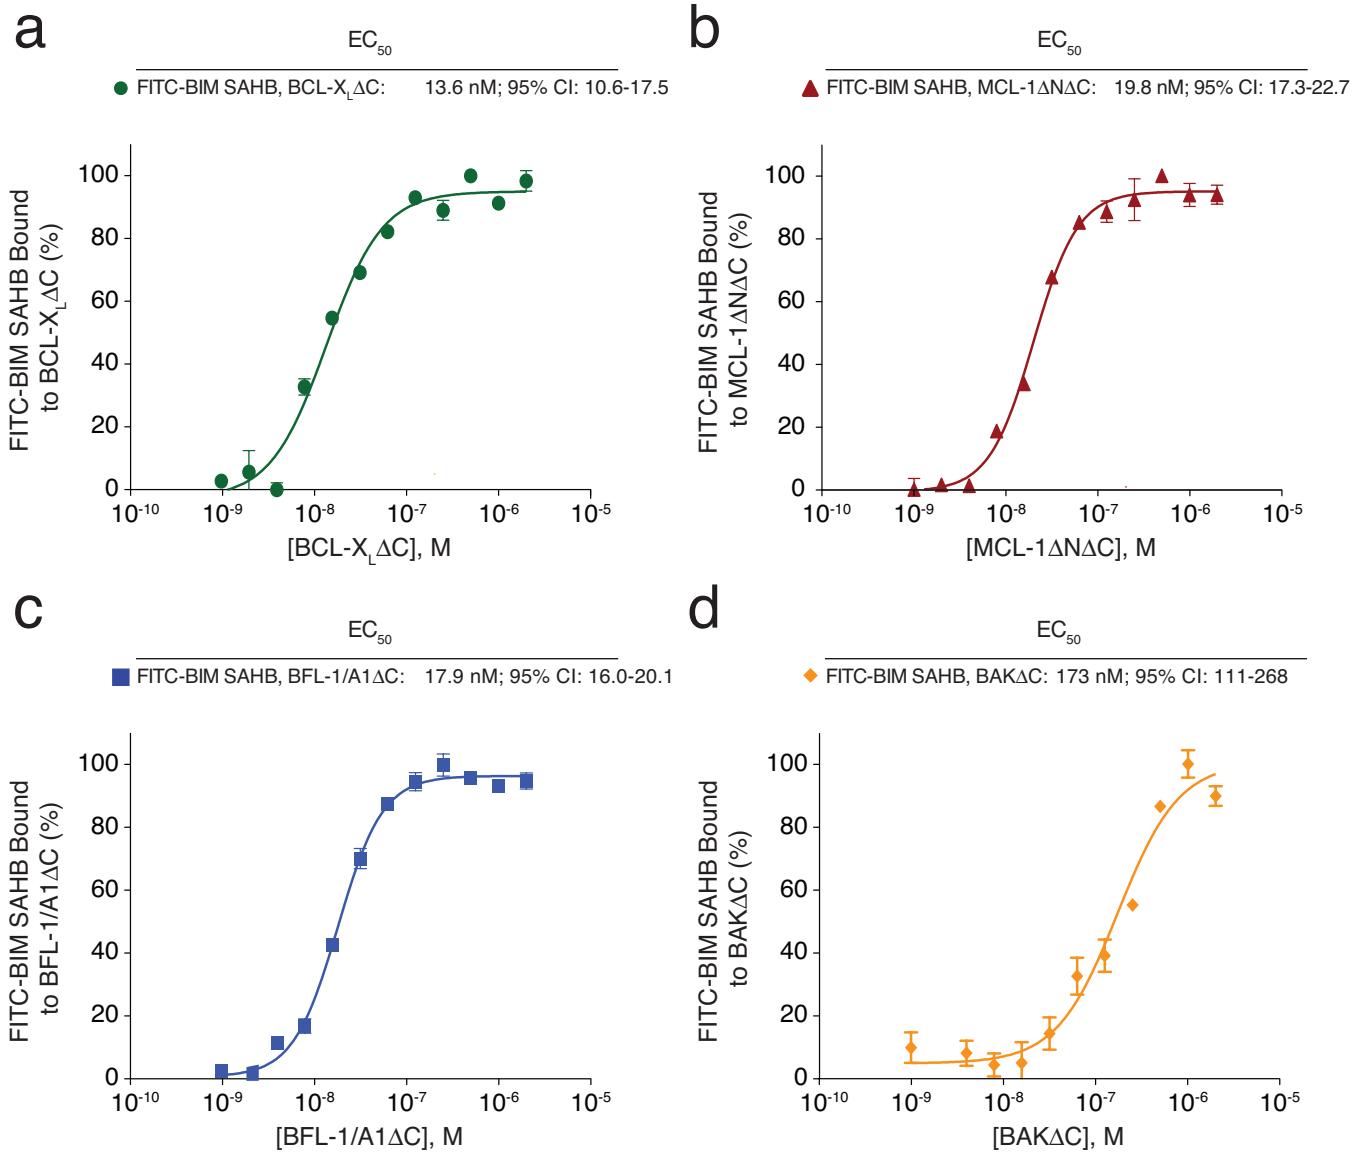 a
EC50
FITC-BIM SAHB, BCL-XLΔC: 13.6 nM; 95% CI: 10.6-17.5
FITC-BIM SAHB Bound
to BCL-XLΔC (%)
100
80
60
40
20
0
10-10 10-9 10-8 10-7 10-6 10-5
[BCL-XLΔC], M
b
EC50
FITC-BIM SAHB, MCL-1ΔNΔC: 19.8 nM; 95% CI: 17.3-22.7
FITC-BIM SAHB Bound
to MCL-1ΔNΔC (%)
100
80
60
40
20
0
10-10 10-9 10-8 10-7 10-6 10-5
[MCL-1ΔNΔC], M
c
EC50
FITC-BIM SAHB, BFL-1/A1ΔC: 17.9 nM; 95% CI: 16.0-20.1
FITC-BIM SAHB Bound
to BFL-1/A1ΔC (%)
100
80
60
40
20
0
10-10 10-9 10-8 10-7 10-6 10-5
[BFL-1/A1ΔC], M
d
EC50
FITC-BIM SAHB, BAKΔC: 173 nM; 95% CI: 111-268
FITC-BIM SAHB Bound
to BAKΔC (%)
100
80
60
40
20
0
10-10 10-9 10-8 10-7 10-6 10-5
[BAKΔC], M